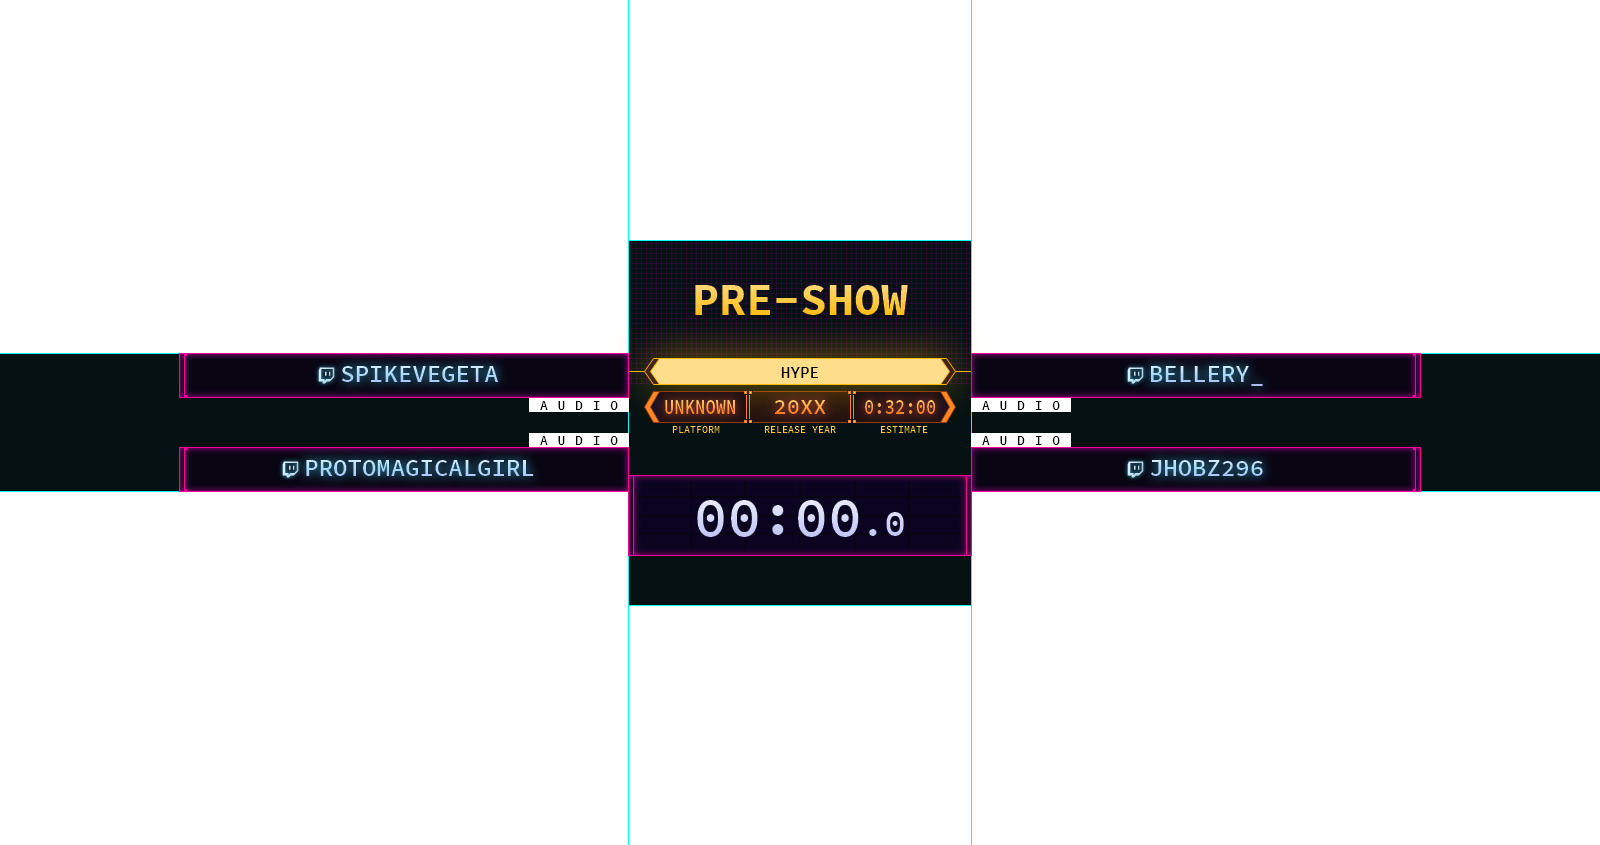 PRE-SHOW
SPIKEVEGETA
HYPE
BELLERY_
AUDIO
UNKNOWN 20XX 0:32:00
AUDIO
PLATFORM RELEASE YEAR ESTIMATE
AUDIO
AUDIO
PROTOMAGICALGIRL
JHOBZ296
00:00.0